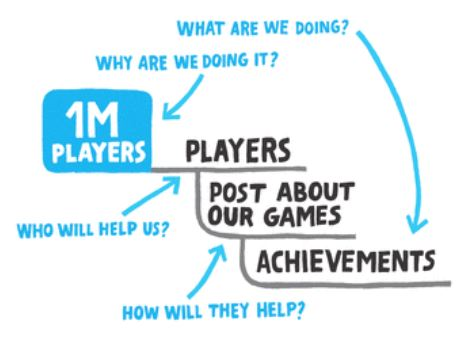 WHAT ARE WE DOING?
WHY ARE WE DOING IT?
1M
PLAYERS
PLAYERS
POST ABOUT
OUR GAMES
WHO WILL HELP US?
ACHIEVEMENTS
HOW WILL THEY HELP?